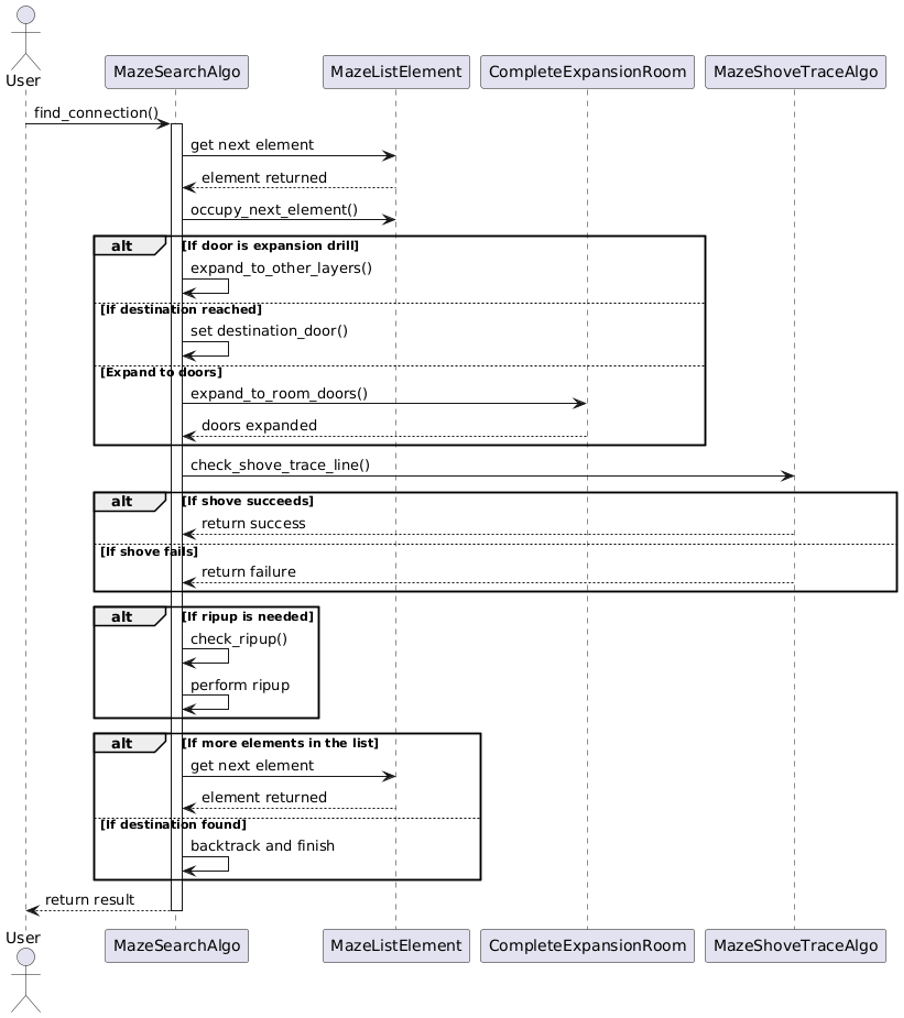 User
MazeSearchAlgo
MazeListElement
CompleteExpansionRoom
MazeShoveTraceAlgo
find_connection()
get next element
element returned
occupy_next_element()
alt
[If door is expansion drill]
expand_to_other_layers()
[If destination reached]
set destination_door()
[Expand to doors]
expand_to_room_doors()
doors expanded
check_shove_trace_line()
alt
[If shove succeeds]
return success
[If shove fails]
return failure
alt
[If ripup is needed]
check_ripup()
perform ripup
alt
[If more elements in the list]
get next element
element returned
[If destination found]
backtrack and finish
return result
User
MazeSearchAlgo
MazeListElement
CompleteExpansionRoom
MazeShoveTraceAlgo